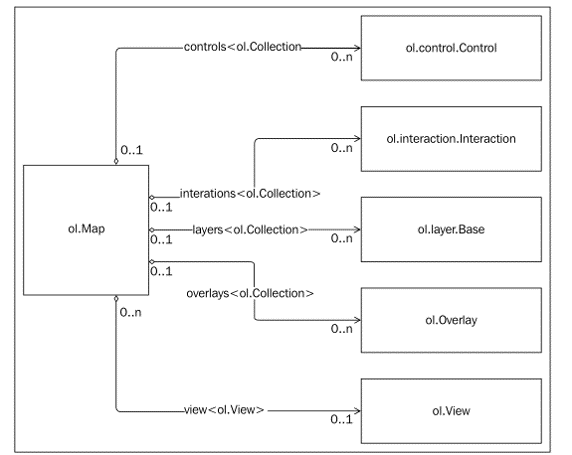 controls<ol.Collection
ol.control.Control
0..n
0..1
ol.interaction.Interaction
0..n
interations<ol.Collection>
0..1
ol.Map
layers<ol.Collection>
ol.layer.Base
0..1
0..n
0..1
overlays<ol.Collection>
ol.Overlay
0..n
0..n
view<ol.View>
ol.View
0..1